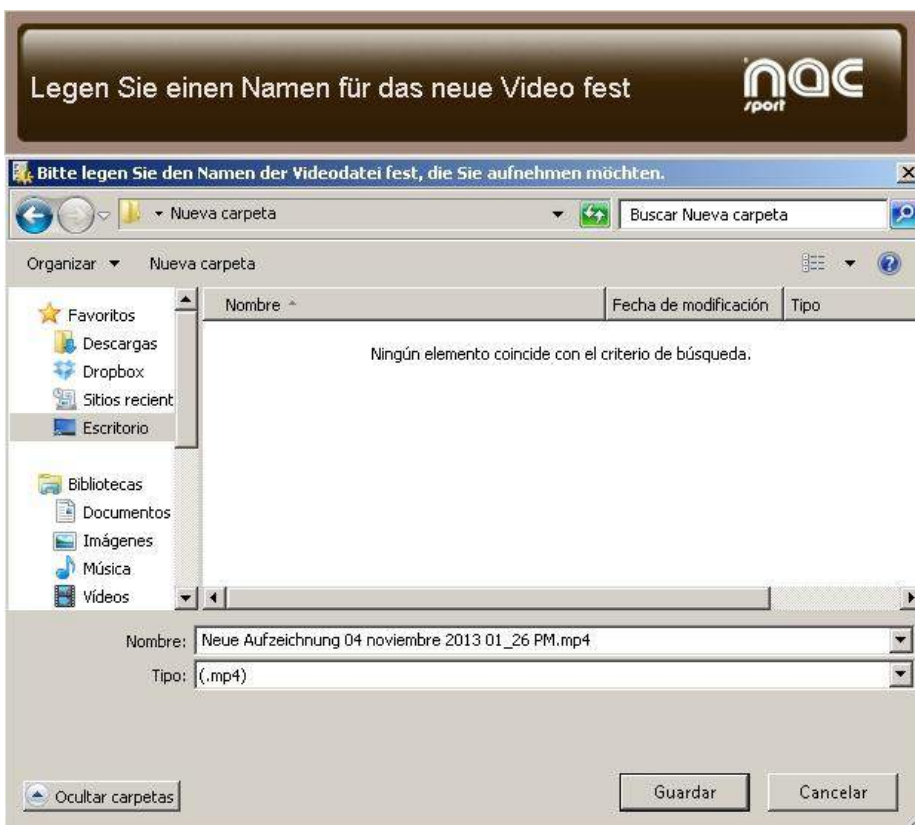 Legen Sie einen Namen für das neue Video fest
nac
sport
Bitte legen Sie den Namen der Videodatei fest, die Sie aufnehmen möchten.
Nueva carpeta
Buscar Nueva carpeta
Organizar
Nueva carpeta
Nombre
Fecha de modificación
Tipo
Ningún elemento coincide con el criterio de búsqueda.
Favoritos
Descargas
Dropbox
Sitios recient
Escritorio
Bibliotecas
Documentos
Imágenes
Música
Vídeos
Nombre: Neue Aufzeichnung 04 noviembre 2013 01_26 PM.mp4
Tipo: (.mp4)
Ocultar carpetas
Guardar
Cancelar